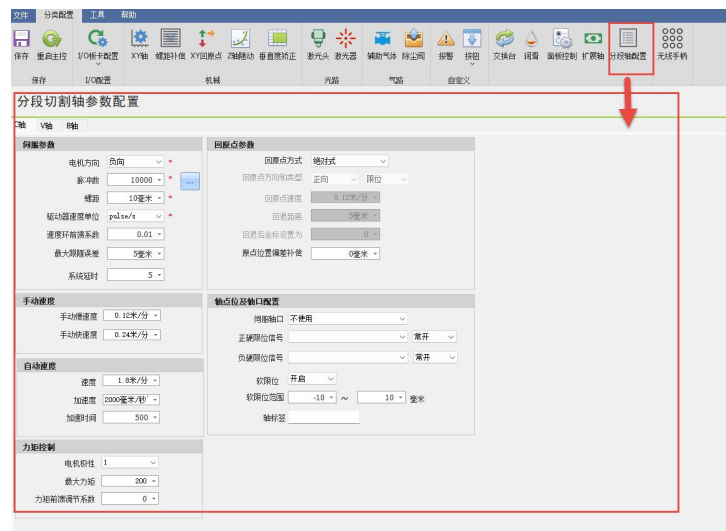 文件 分类配置 工具 帮助
保存 重启主控 I/O板卡配置 XY轴 螺距补偿 XY回原点 Z轴随动 垂直度矫正 激光头 激光器 辅助气体 除尘阀 报警 按钮 交换台 润滑 面板控制 扩展轴 分段轴配置 无线手柄
保存 I/O配置 机械 光路 气路 自定义
分段切割轴参数配置
C轴 V轴 B轴
伺服参数 回原点参数
电机方向 负向 * 回原点方式 绝对式
脉冲数 10000 * ... 回原点方向和类型 正向 限位
螺距 10毫米 * 回原点速度 0.12米/分
驱动器速度单位 pulse/s * 回退距离 5毫米
速度环前馈系数 0.01 回退后坐标设置为 0
最大跟随误差 5毫米 原点位置偏差补偿 0毫米
系统延时 5
手动速度 轴点位及轴口配置
手动慢速度 0.12米/分 伺服轴口 不使用
手动快速度 0.24米/分 正硬限位信号 常开
负硬限位信号 常开
自动速度
速度 1.8米/分 软限位 开启
加速度 2000毫米/秒² 软限位范围 -10 ~ 10 毫米
加速时间 500 轴标签
力矩控制
电机极性 1
最大力矩 200
力矩前馈调节系数 0